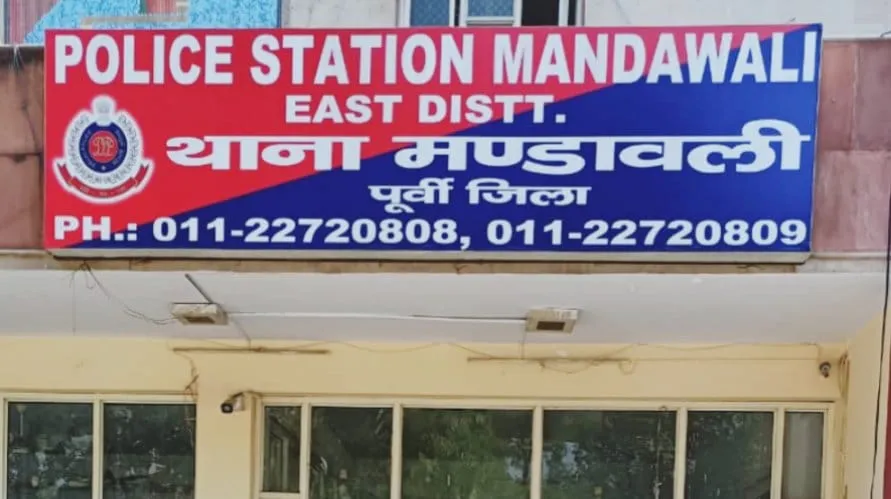 POLICE STATION MANDAWALI
EAST DISTT.
थाना मण्डावली
पूर्वी जिला
PH.: 011-22720808, 011-22720809